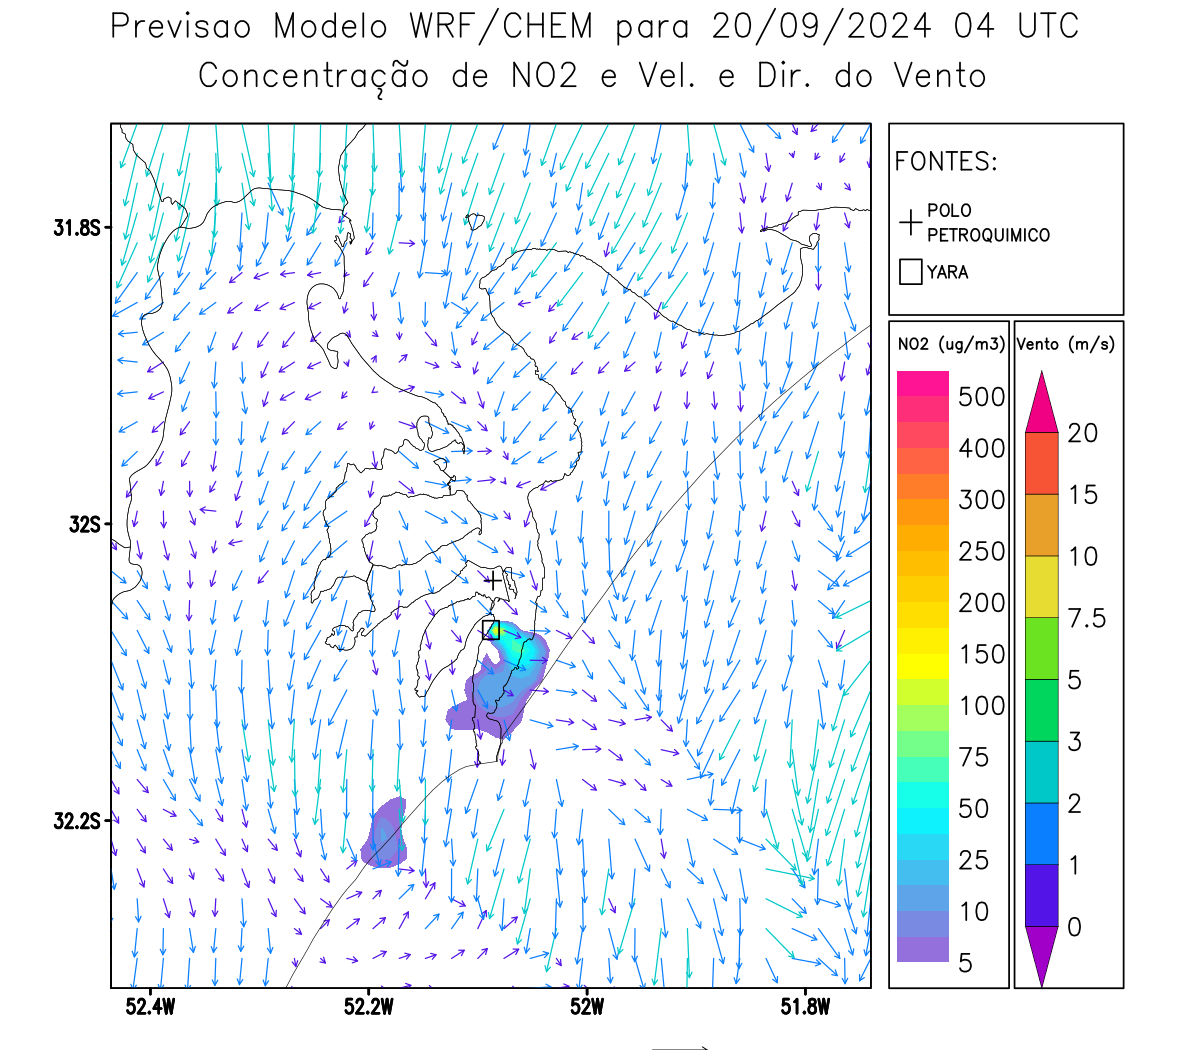 Previsao Modelo WRF/CHEM para 20/09/2024 04 UTC
Concentração de NO2 e Vel. e Dir. do Vento
FONTES:
POLO
PETROQUIMICO
YARA
NO2 (ug/m3)
500
400
300
250
200
150
100
75
50
25
10
5
Vento (m/s)
20
15
10
7.5
5
3
2
1
0
31.8S
32S
32.2S
52.4W
52.2W
52W
51.8W